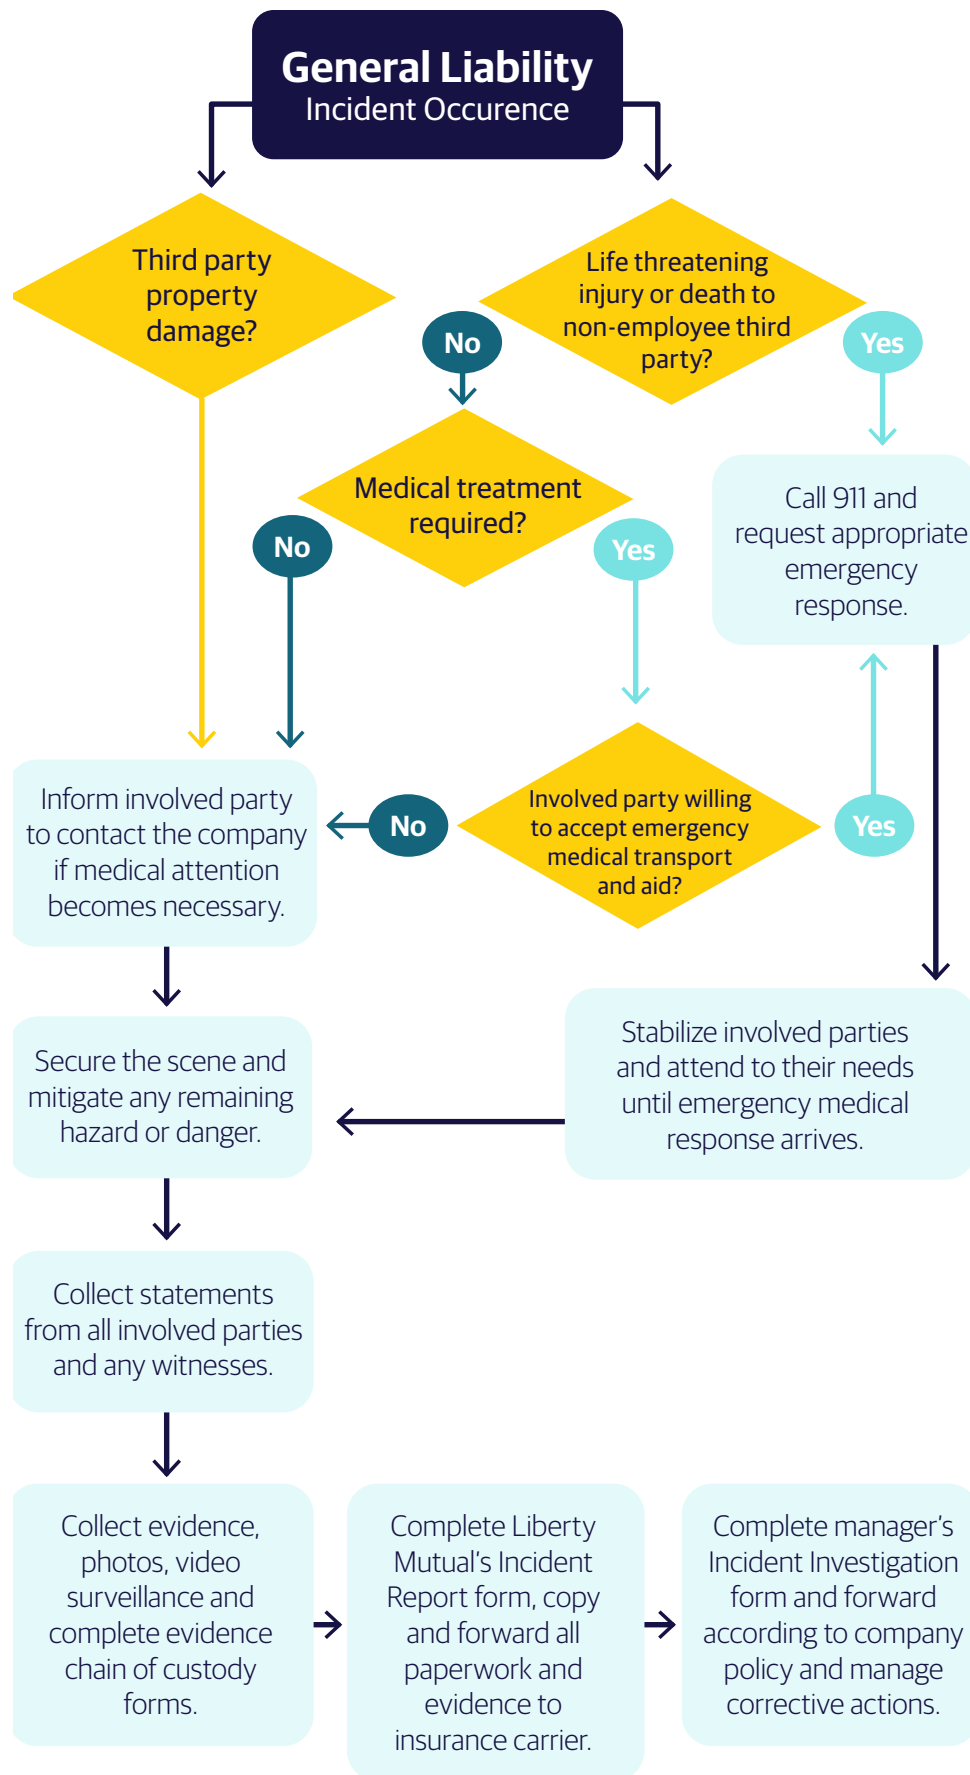 General Liability
Incident Occurence
Third party
property
damage?
Life threatening
injury or death to
non-employee third
party?
No
Yes
Medical treatment
required?
Call 911 and
request appropriate
emergency
response.
No
Yes
Inform involved party
to contact the company
if medical attention
becomes necessary.
No
Involved party willing
to accept emergency
medical transport
and aid?
Yes
Secure the scene and
mitigate any remaining
hazard or danger.
Stabilize involved parties
and attend to their needs
until emergency medical
response arrives.
Collect statements
from all involved parties
and any witnesses.
Collect evidence,
photos, video
surveillance and
complete evidence
chain of custody
forms.
Complete Liberty
Mutual’s Incident
Report form, copy
and forward all
paperwork and
evidence to
insurance carrier.
Complete manager’s
Incident Investigation
form and forward
according to company
policy and manage
corrective actions.